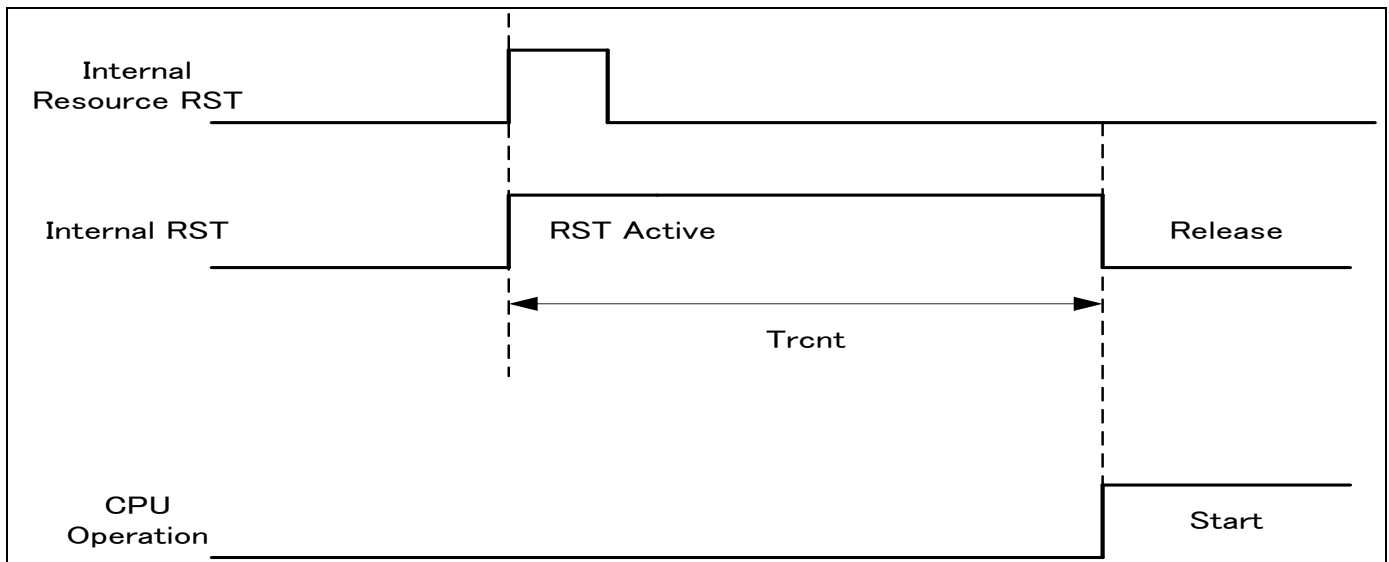 Internal
Resource RST
Internal RST
RST Active
Release
Trcnt
CPU
Operation
Start